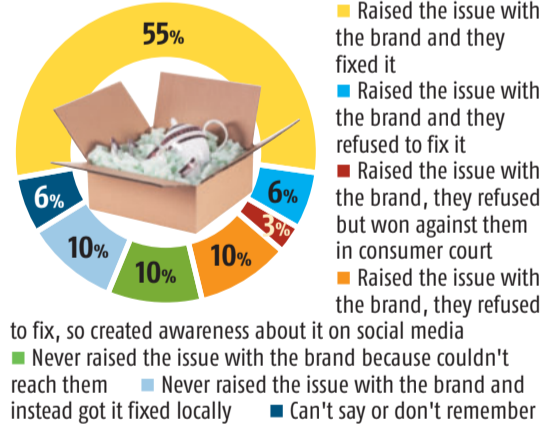 55%
6%
3%
10%
10%
10%
6%
Raised the issue with
the brand and they
fixed it
Raised the issue with
the brand and they
refused to fix it
Raised the issue with
the brand, they refused
but won against them
in consumer court
Raised the issue with
the brand, they refused
to fix, so created awareness about it on social media
Never raised the issue with the brand because couldn't
reach them Never raised the issue with the brand and
instead got it fixed locally Can't say or don't remember